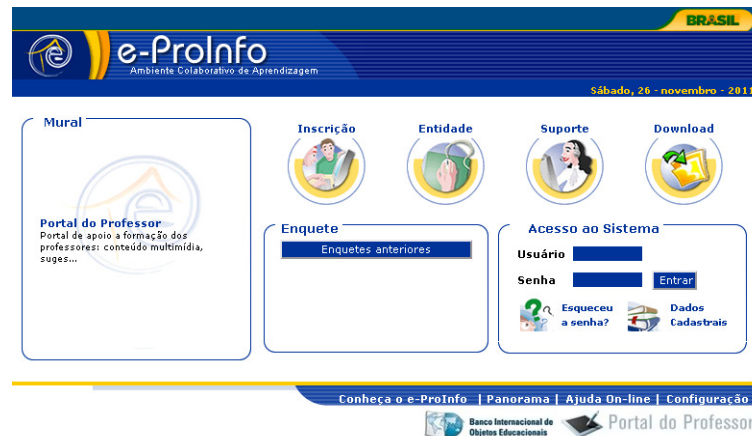 BRASIL
e-ProInfo
Ambiente Colaborativo de Aprendizagem
Sábado, 26 - novembro - 2011
Mural
Inscrição
Entidade
Suporte
Download
Portal do Professor
Portal de apoio a formação dos
professores: conteúdo multimídia,
suges...
Enquete
Enquetes anteriores
Acesso ao Sistema
Usuário
Senha
Entrar
Esqueceu
a senha?
Dados
Cadastrais
Conheça o e-ProInfo | Panorama | Ajuda On-line | Configuração
Banco Internacional de
Objetos Educacionais
Portal do Professor